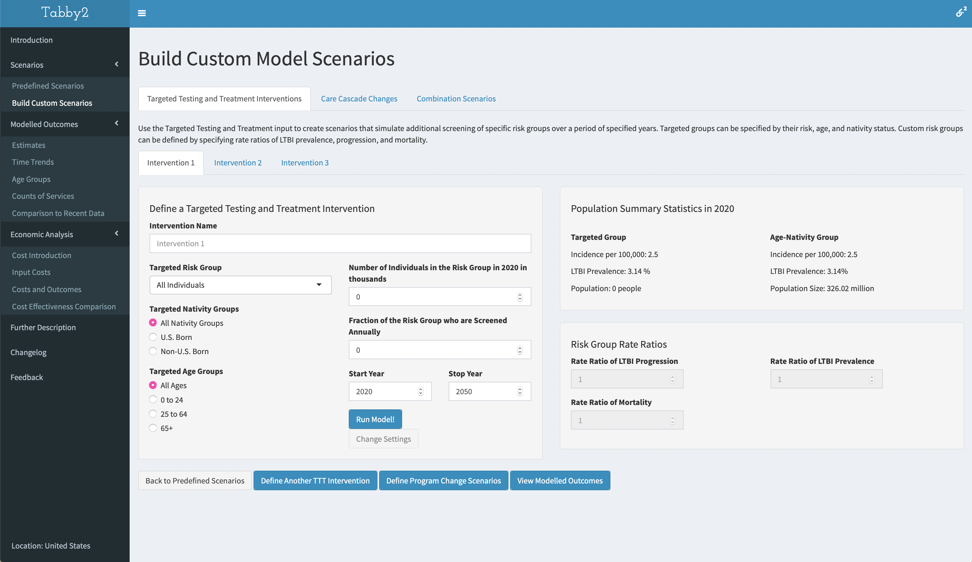 Tabby2
2
Introduction
Scenarios
Predefined Scenarios
Build Custom Scenarios
Modelled Outcomes
Estimates
Time Trends
Age Groups
Counts of Services
Comparison to Recent Data
Economic Analysis
Cost Introduction
Input Costs
Costs and Outcomes
Cost Effectiveness Comparison
Further Description
Changelog
Feedback
Location: United States
Build Custom Model Scenarios
Targeted Testing and Treatment Interventions
Care Cascade Changes
Combination Scenarios
Use the Targeted Testing and Treatment input to create scenarios that simulate additional screening of specific risk groups over a period of specified years. Targeted groups can be specified by their risk, age, and nativity status. Custom risk groups
can be defined by specifying rate ratios of LTBI prevalence, progression, and mortality.
Intervention 1
Intervention 2
Intervention 3
Define a Targeted Testing and Treatment Intervention
Intervention Name
Intervention 1
Targeted Risk Group
All Individuals
Targeted Nativity Groups
All Nativity Groups
U.S. Born
Non-U.S. Born
Targeted Age Groups
All Ages
0 to 24
25 to 64
65+
Number of Individuals in the Risk Group in 2020 in
thousands
0
Fraction of the Risk Group who are Screened
Annually
0
Start Year
Stop Year
2020
2050
Run Model!
Change Settings
Population Summary Statistics in 2020
Targeted Group
Incidence per 100,000: 2.5
LTBI Prevalence: 3.14 %
Population: 0 people
Age-Nativity Group
Incidence per 100,000: 2.5
LTBI Prevalence: 3.14%
Population Size: 326.02 million
Risk Group Rate Ratios
Rate Ratio of LTBI Progression
1
Rate Ratio of LTBI Prevalence
1
Rate Ratio of Mortality
1
Back to Predefined Scenarios
Define Another TTT Intervention
Define Program Change Scenarios
View Modelled Outcomes